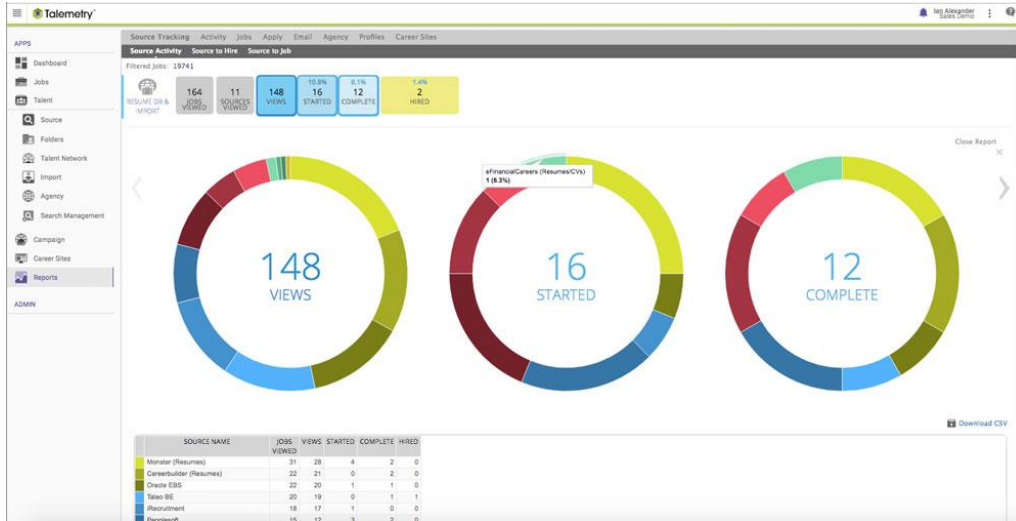 Talemetry
Ian Alexander
Sales Demo
APPS
Dashboard
Jobs
Talent
Source
Folders
Talent Network
Import
Agency
Search Management
Campaign
Career Sites
Reports
ADMIN
Source Tracking Activity Jobs Apply Email Agency Profiles Career Sites
Source Activity Source to Hire Source to Job
Filtered Jobs: 19741
RESUME DB & IMPORT
164 JOBS VIEWED
11 SOURCES VIEWED
148 VIEWS
10.8% 16 STARTED
8.1% 12 COMPLETE
1.4% 2 HIRED
Close Report
eFinancialCareers (Resumes/CVs)
1 (6.3%)
148
VIEWS
16
STARTED
12
COMPLETE
Download CSV
SOURCE NAME JOBS VIEWED VIEWS STARTED COMPLETE HIRED
Monster (Resumes) 31 28 4 2 0
Careerbuilder (Resumes) 22 21 0 2 0
Oracle EBS 22 20 1 1 0
Taleo BE 20 19 0 1 1
iRecruitment 18 17 1 0 0
Peoplesoft 15 12 3 2 0